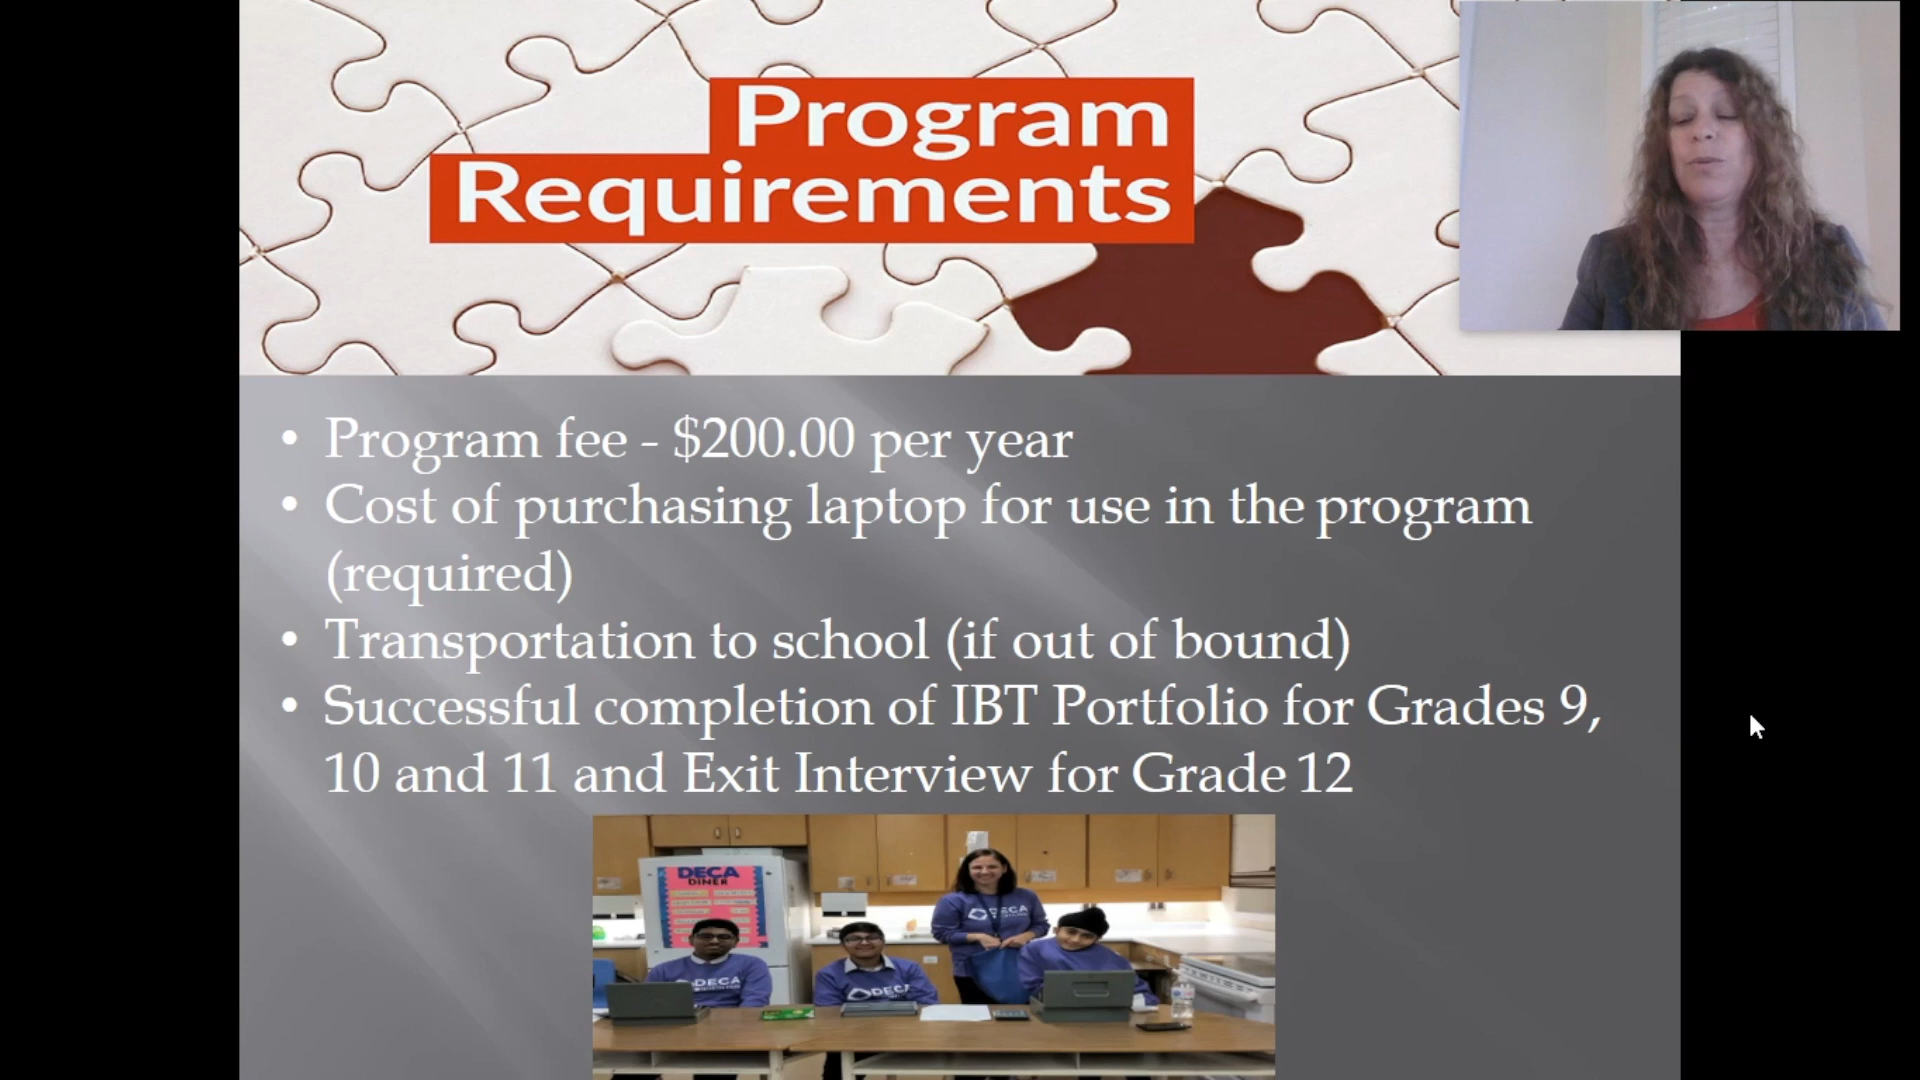 Program
Requirements
• Program fee - $200.00 per year
• Cost of purchasing laptop for use in the program
(required)
• Transportation to school (if out of bound)
• Successful completion of IBT Portfolio for Grades 9,
10 and 11 and Exit Interview for Grade 12
DECA
DINER
DECA
DECA
DECA